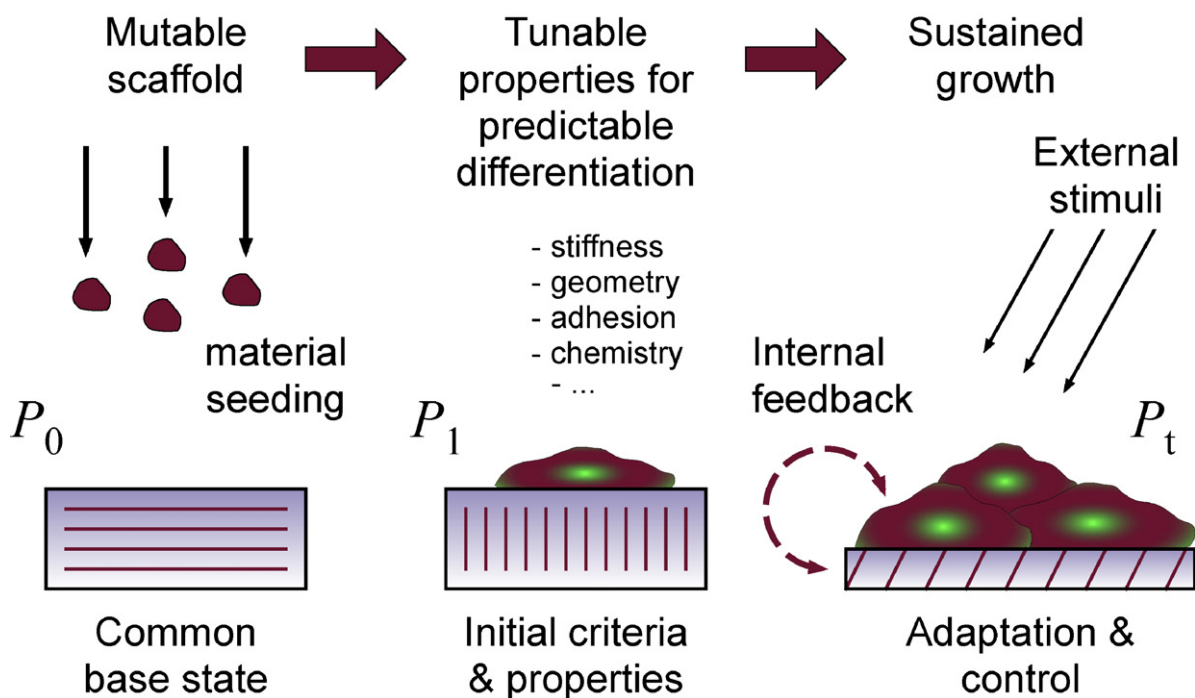 Mutable
scaffold
Tunable
properties for
predictable
differentiation
Sustained
growth
External
stimuli
- stiffness
- geometry
- adhesion
- chemistry
- ...
material
seeding
Internal
feedback
P0
P1
Pt
Common
base state
Initial criteria
& properties
Adaptation &
control